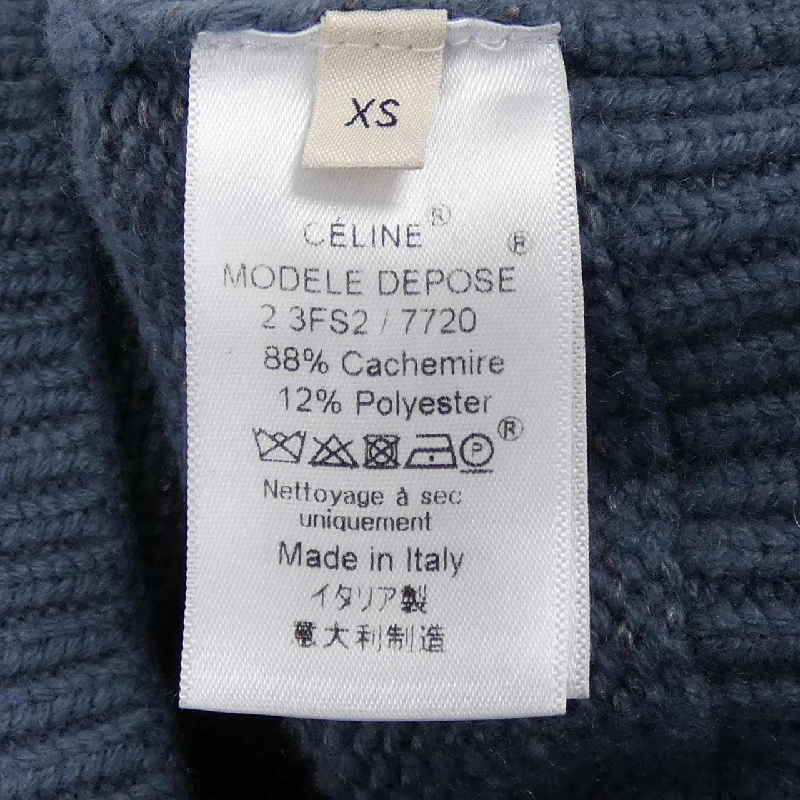 XS
CÉLINE®
MODELE DEPOSE®
2 3FS2 / 7720
88% Cachemire
12% Polyester
P ®
Nettoyage à sec
uniquement
Made in Italy
イタリア製
意大利制造